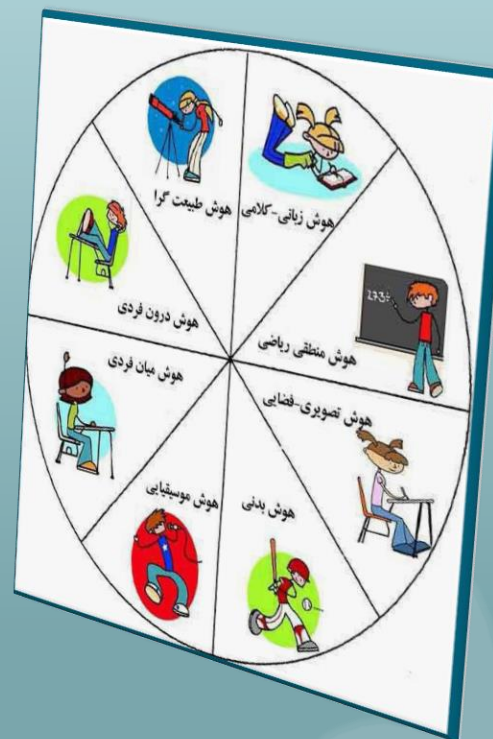 هوش زبانی-کلامی
هوش طبیعت گرا
هوش منطقی ریاضی
273÷
هوش درون فردی
هوش تصویری-فضایی
هوش میان فردی
هوش بدنی
هوش موسیقیایی